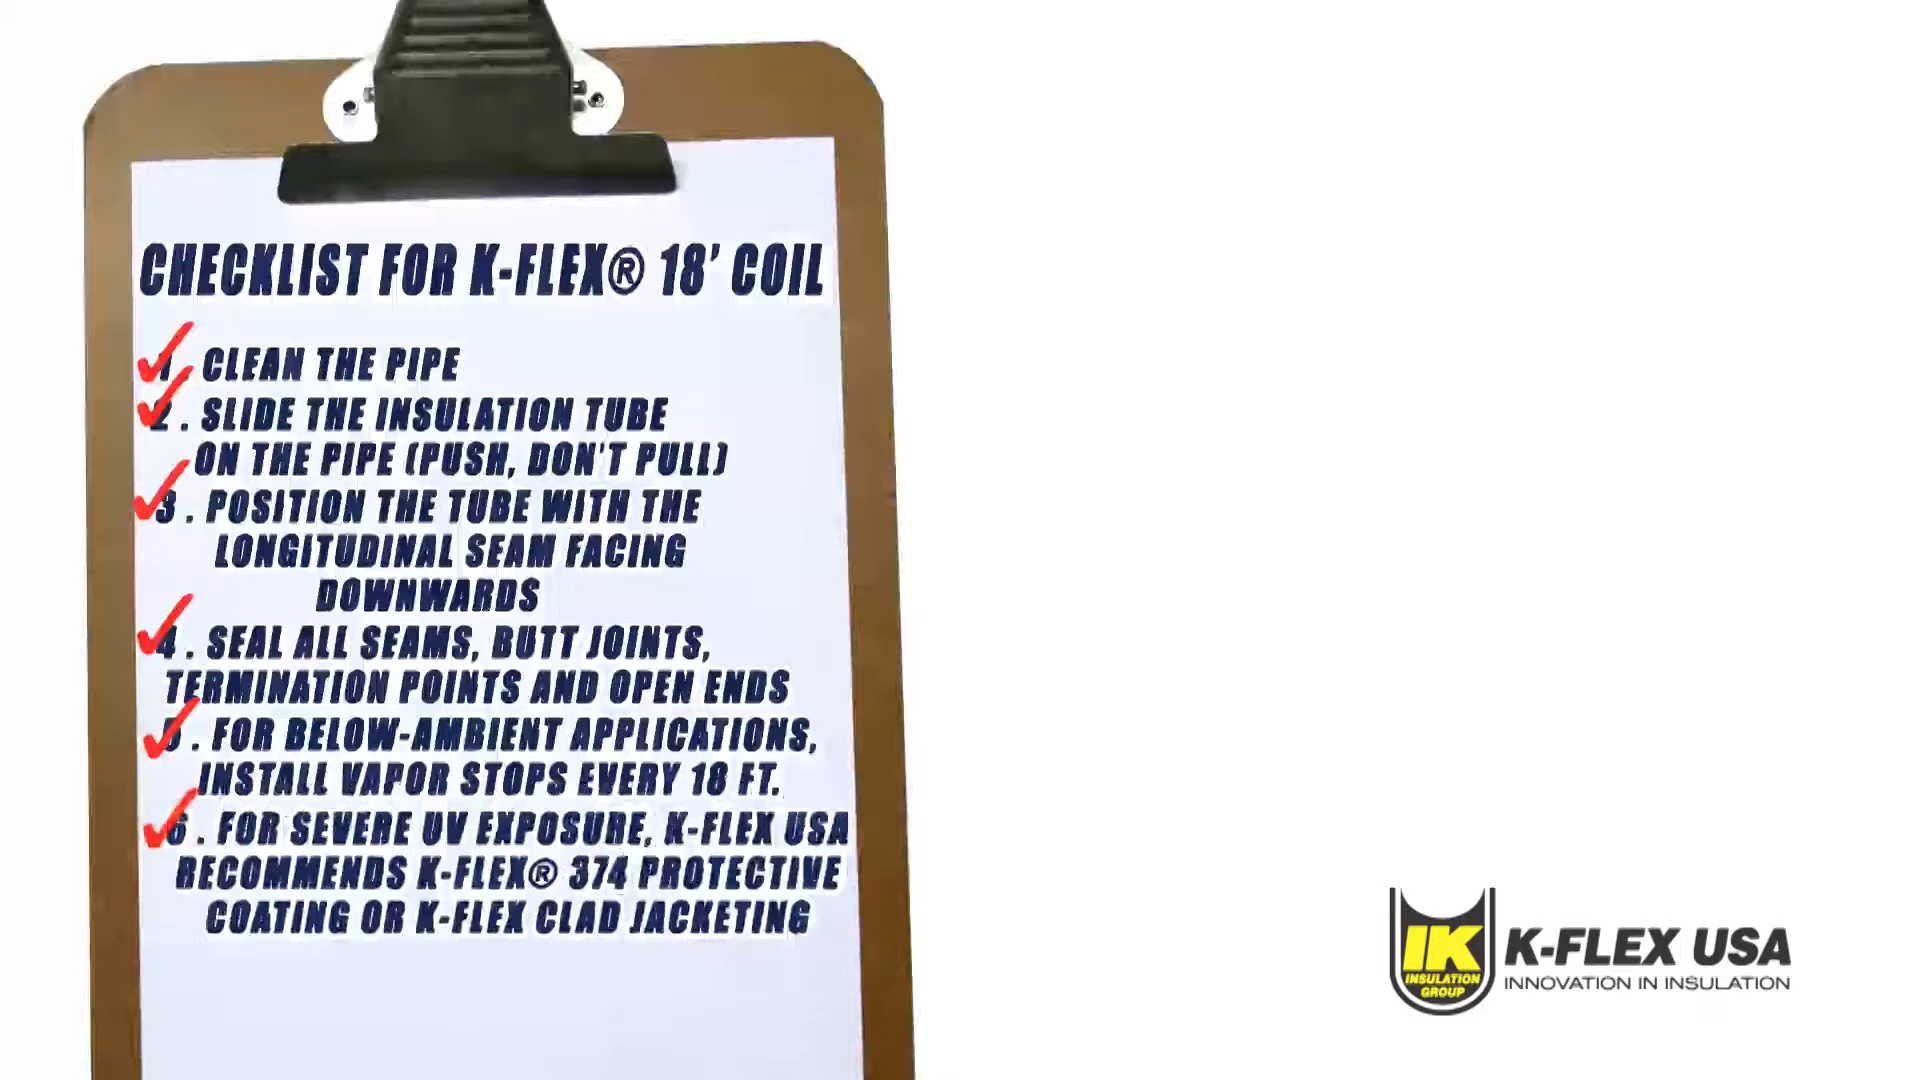 CHECKLIST FOR K-FLEX® 18' COIL
1. CLEAN THE PIPE
2. SLIDE THE INSULATION TUBE
ON THE PIPE (PUSH, DON'T PULL)
3. POSITION THE TUBE WITH THE
LONGITUDINAL SEAM FACING
DOWNWARDS
4. SEAL ALL SEAMS, BUTT JOINTS,
TERMINATION POINTS AND OPEN ENDS
5. FOR BELOW-AMBIENT APPLICATIONS,
INSTALL VAPOR STOPS EVERY 18 FT.
6. FOR SEVERE UV EXPOSURE, K-FLEX USA
RECOMMENDS K-FLEX® 374 PROTECTIVE
COATING OR K-FLEX CLAD JACKETING
IK
INSULATION
GROUP
K-FLEX USA
INNOVATION IN INSULATION